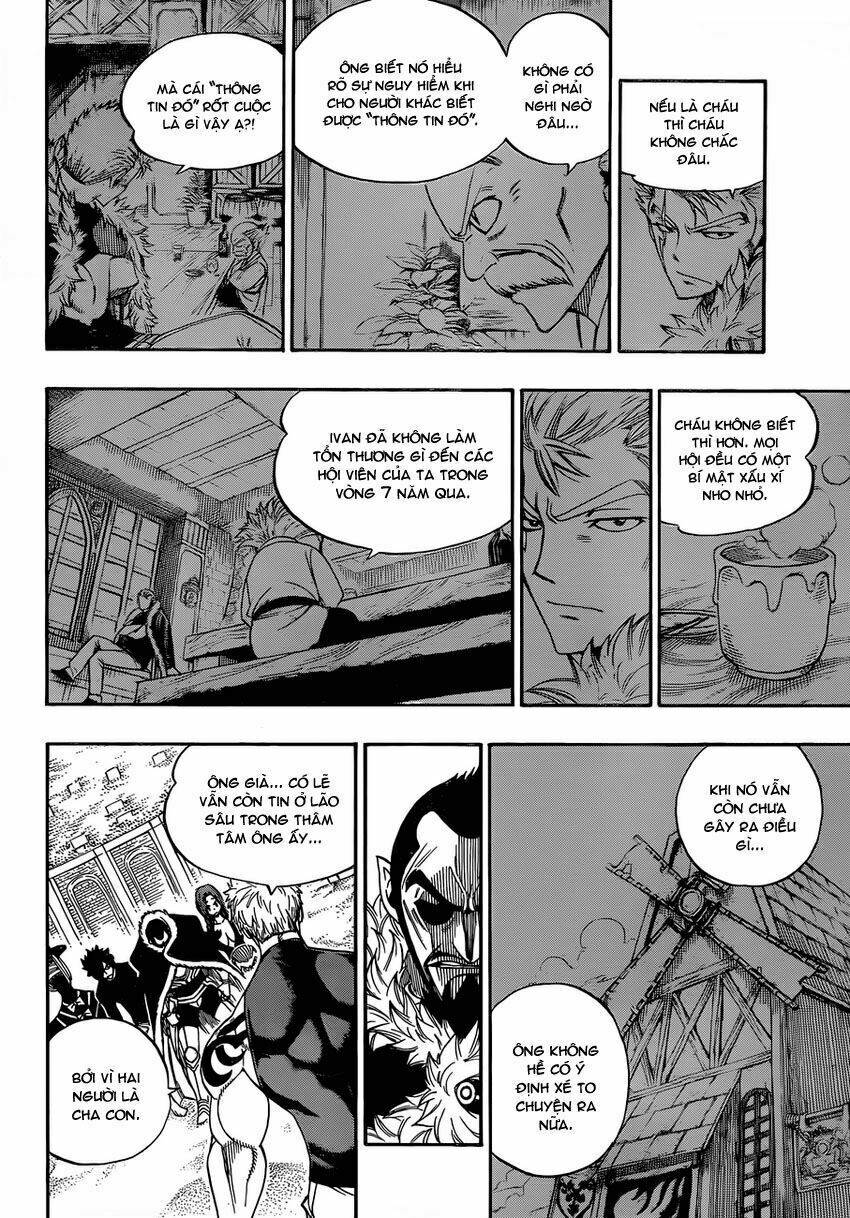 NẾU LÀ CHÁU
THÌ CHÁU
KHÔNG CHẮC
ĐÂU.
KHÔNG CÓ
GÌ PHẢI
NGHI NGỜ
ĐÂU...
ÔNG BIẾT NÓ HIỂU
RÕ SỰ NGUY HIỂM KHI
CHO NGƯỜI KHÁC BIẾT
ĐƯỢC "THÔNG TIN ĐÓ".
MÀ CÁI "THÔNG
TIN ĐÓ" RỐT CUỘC
LÀ GÌ VẬY Ạ?!
CHÁU KHÔNG BIẾT
THÌ HƠN. MỌI
HỘI ĐỀU CÓ MỘT
BÍ MẬT XẤU XÍ
NHO NHỎ.
IVAN ĐÃ KHÔNG LÀM
TỔN THƯƠNG GÌ ĐẾN CÁC
HỘI VIÊN CỦA TA TRONG
VÒNG 7 NĂM QUA.
KHI NÓ VẪN
CÒN CHƯA
GÂY RA ĐIỀU
GÌ...
ÔNG KHÔNG
HỀ CÓ Ý
ĐỊNH XÉ TO
CHUYỆN RA
NỮA.
ÔNG GIÀ... CÓ LẼ
VẪN CÒN TIN Ở LÀO
SÂU TRONG THÂM
TÂM ÔNG ẤY...
BỞI VÌ HAI
NGƯỜI LÀ
CHA CON.